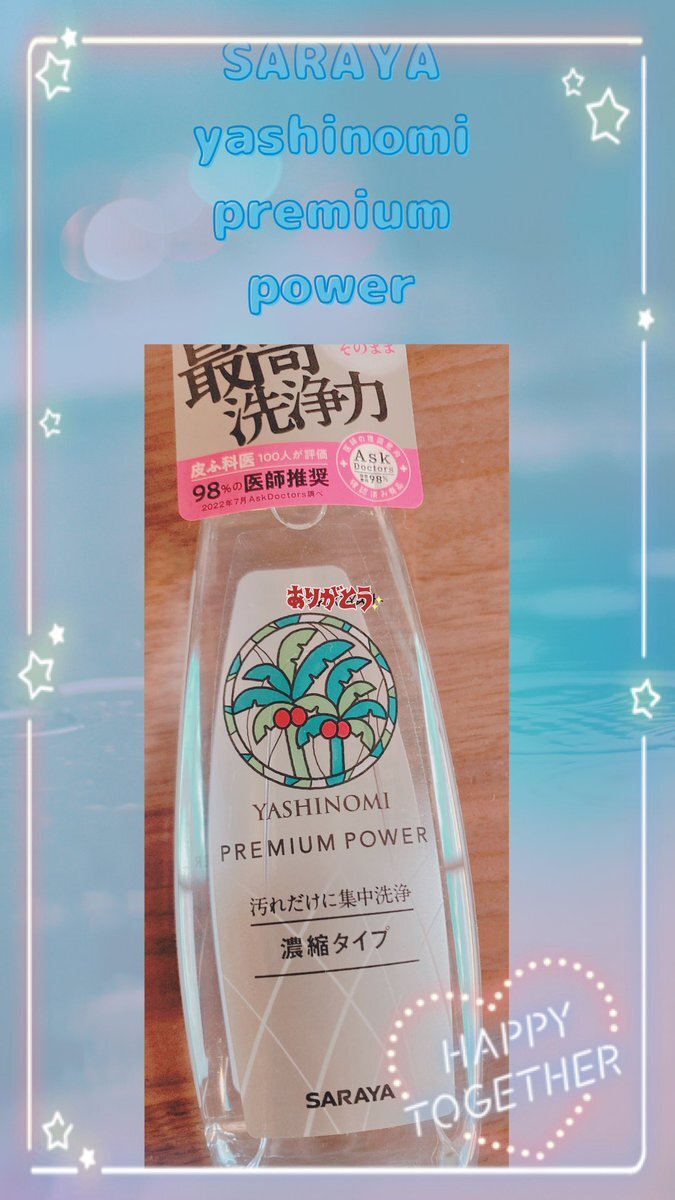 SARAYA
yashinomi
premium
power
そのまま
最高
洗浄力
皮ふ科医100人が評価
98%の医師推奨
2022年7月AskDoctors調べ
Ask
Doctors
98%
ありがとう
YASHINOMI
PREMIUM POWER
汚れだけに集中洗浄
濃縮タイプ
SARAYA
HAPPY
TOGETHER